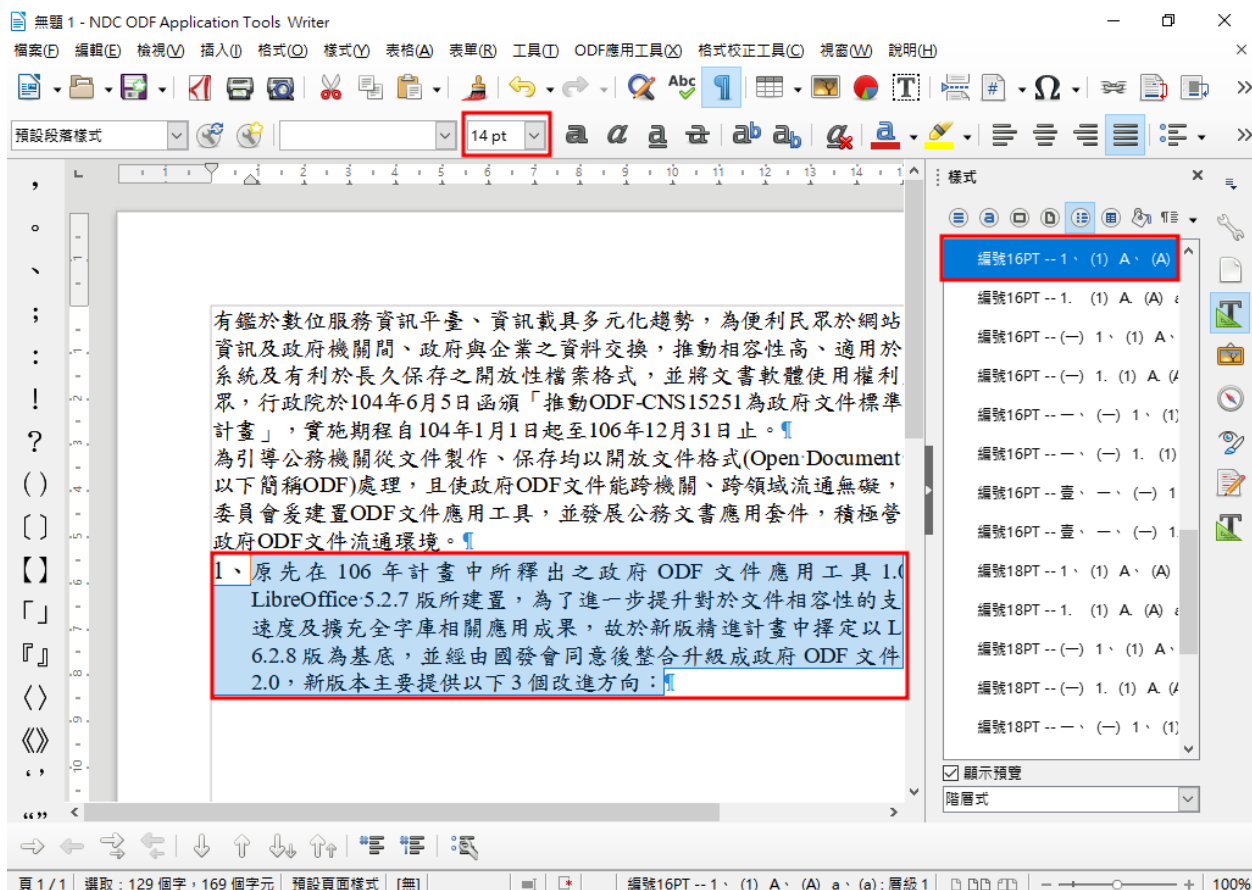 無題 1 - NDC ODF Application Tools Writer
檔案(F) 編輯(E) 檢視(V) 插入(I) 格式(O) 樣式(Y) 表格(A) 表單(R) 工具(T) ODF應用工具(X) 格式校正工具(C) 視窗(W) 說明(H)
預設段落樣式 14 pt
樣式
，
。
、
；
：
！
？
( )
〔 〕
【 】
「 」
『 』
〈 〉
《 》
‘ ’
“ ”
有鑑於數位服務資訊平臺、資訊載具多元化趨勢，為便利民眾於網站
資訊及政府機關間、政府與企業之資料交換，推動相容性高、適用於
系統及有利於長久保存之開放性檔案格式，並將文書軟體使用權利
眾，行政院於104年6月5日函頒「推動ODF-CNS15251為政府文件標準
計畫」，實施期程自104年1月1日起至106年12月31日止。¶
為引導公務機關從文件製作、保存均以開放文件格式(Open·Document
以下簡稱ODF)處理，且使政府ODF文件能跨機關、跨領域流通無礙，
委員會爰建置ODF文件應用工具，並發展公務文書應用套件，積極營
政府ODF文件流通環境。¶
1、原先在 106 年計畫中所釋出之政府 ODF 文件應用工具 1.0
LibreOffice·5.2.7 版所建置，為了進一步提升對於文件相容性的支
速度及擴充全字庫相關應用成果，故於新版精進計畫中擇定以 L
6.2.8 版為基底，並經由國發會同意後整合升級成政府 ODF 文件
2.0，新版本主要提供以下 3 個改進方向：¶
編號16PT -- 1、 (1) A、 (A)
編號16PT -- 1. (1) A. (A) a
編號16PT -- (一) 1、 (1) A、
編號16PT -- (一) 1. (1) A. (A
編號16PT -- 一、 (一) 1、 (1)
編號16PT -- 一、 (一) 1. (1)
編號16PT -- 壹、 一、 (一) 1
編號16PT -- 壹、 一、 (一) 1.
編號18PT -- 1、 (1) A、 (A)
編號18PT -- 1. (1) A. (A) a
編號18PT -- (一) 1、 (1) A、
編號18PT -- (一) 1. (1) A. (A
編號18PT -- 一、 (一) 1、 (1)
顯示預覽
階層式
頁 1 / 1 選取：129 個字，169 個字元 預設頁面樣式 [無] 編號16PT -- 1、 (1) A、 (A) a、 (a) : 層級 1 100%